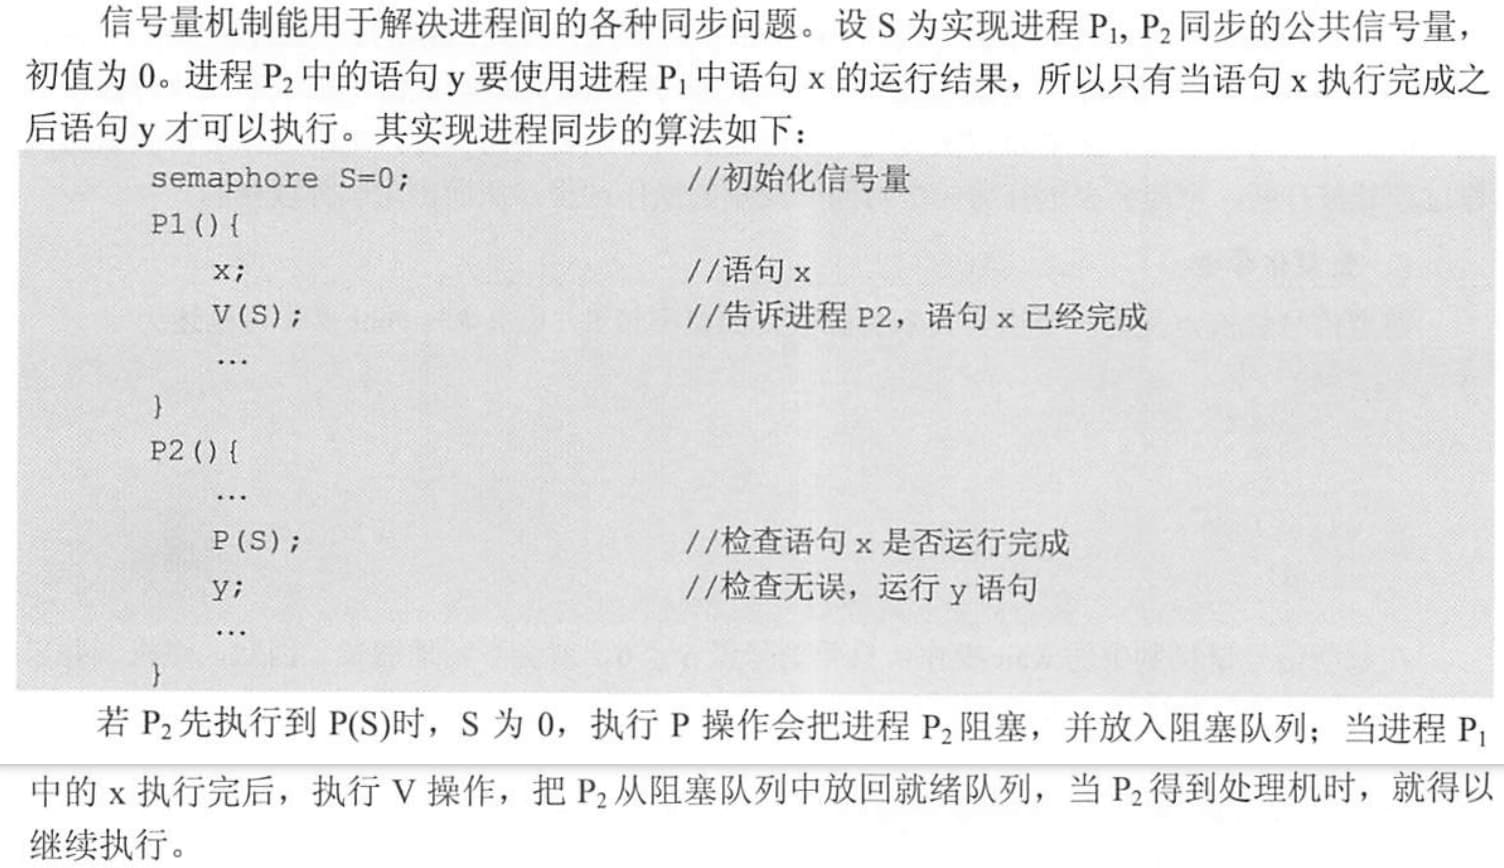 信号量机制能用于解决进程间的各种同步问题。设 S 为实现进程 P₁, P₂ 同步的公共信号量，
初值为 0。进程 P₂ 中的语句 y 要使用进程 P₁ 中语句 x 的运行结果，所以只有当语句 x 执行完成之
后语句 y 才可以执行。其实现进程同步的算法如下：
semaphore S=0; //初始化信号量
P1(){
x; //语句 x
V(S); //告诉进程 P2，语句 x 已经完成
...
}
P2(){
...
P(S); //检查语句 x 是否运行完成
y; //检查无误，运行 y 语句
...
}
若 P₂ 先执行到 P(S)时，S 为 0，执行 P 操作会把进程 P₂ 阻塞，并放入阻塞队列；当进程 P₁
中的 x 执行完后，执行 V 操作，把 P₂ 从阻塞队列中放回就绪队列，当 P₂ 得到处理机时，就得以
继续执行。